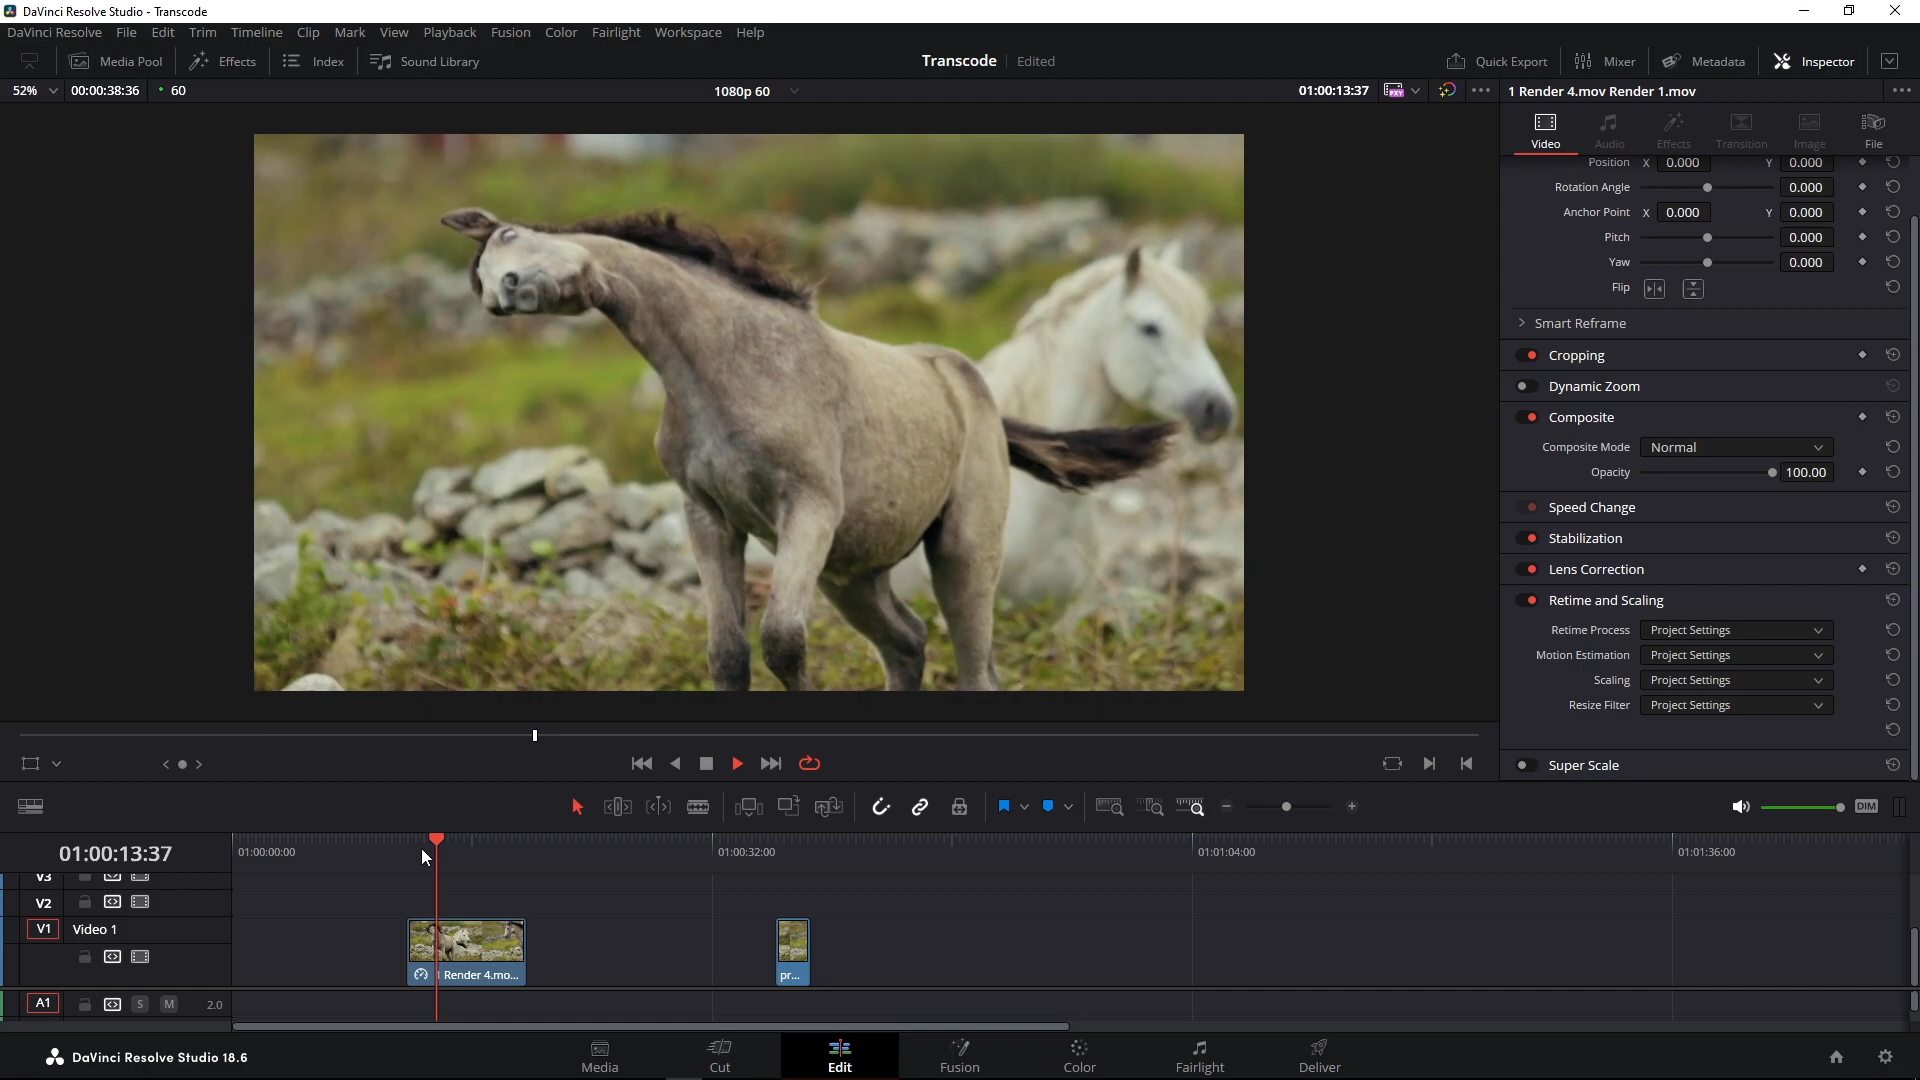 DaVinci Resolve Studio - Transcode
DaVinci Resolve File Edit Trim Timeline Clip Mark View Playback Fusion Color Fairlight Workspace Help
Media Pool Effects Index Sound Library Transcode Edited Quick Export Mixer Metadata Inspector
52% 00:00:38:36 60 1080p 60 01:00:13:37 PXY 1 Render 4.mov Render 1.mov
Video Audio Effects Transition Image File
Position X 0.000 Y 0.000
Rotation Angle 0.000
Anchor Point X 0.000 Y 0.000
Pitch 0.000
Yaw 0.000
Flip
Smart Reframe
Cropping
Dynamic Zoom
Composite
Composite Mode Normal
Opacity 100.00
Speed Change
Stabilization
Lens Correction
Retime and Scaling
Retime Process Project Settings
Motion Estimation Project Settings
Scaling Project Settings
Resize Filter Project Settings
Super Scale
DIM
01:00:13:37 01:00:00:00 01:00:32:00 01:01:04:00 01:01:36:00
V3
V2
V1 Video 1
1 Render 4.mo... pr...
A1 S M 2.0
DaVinci Resolve Studio 18.6
Media Cut Edit Fusion Color Fairlight Deliver